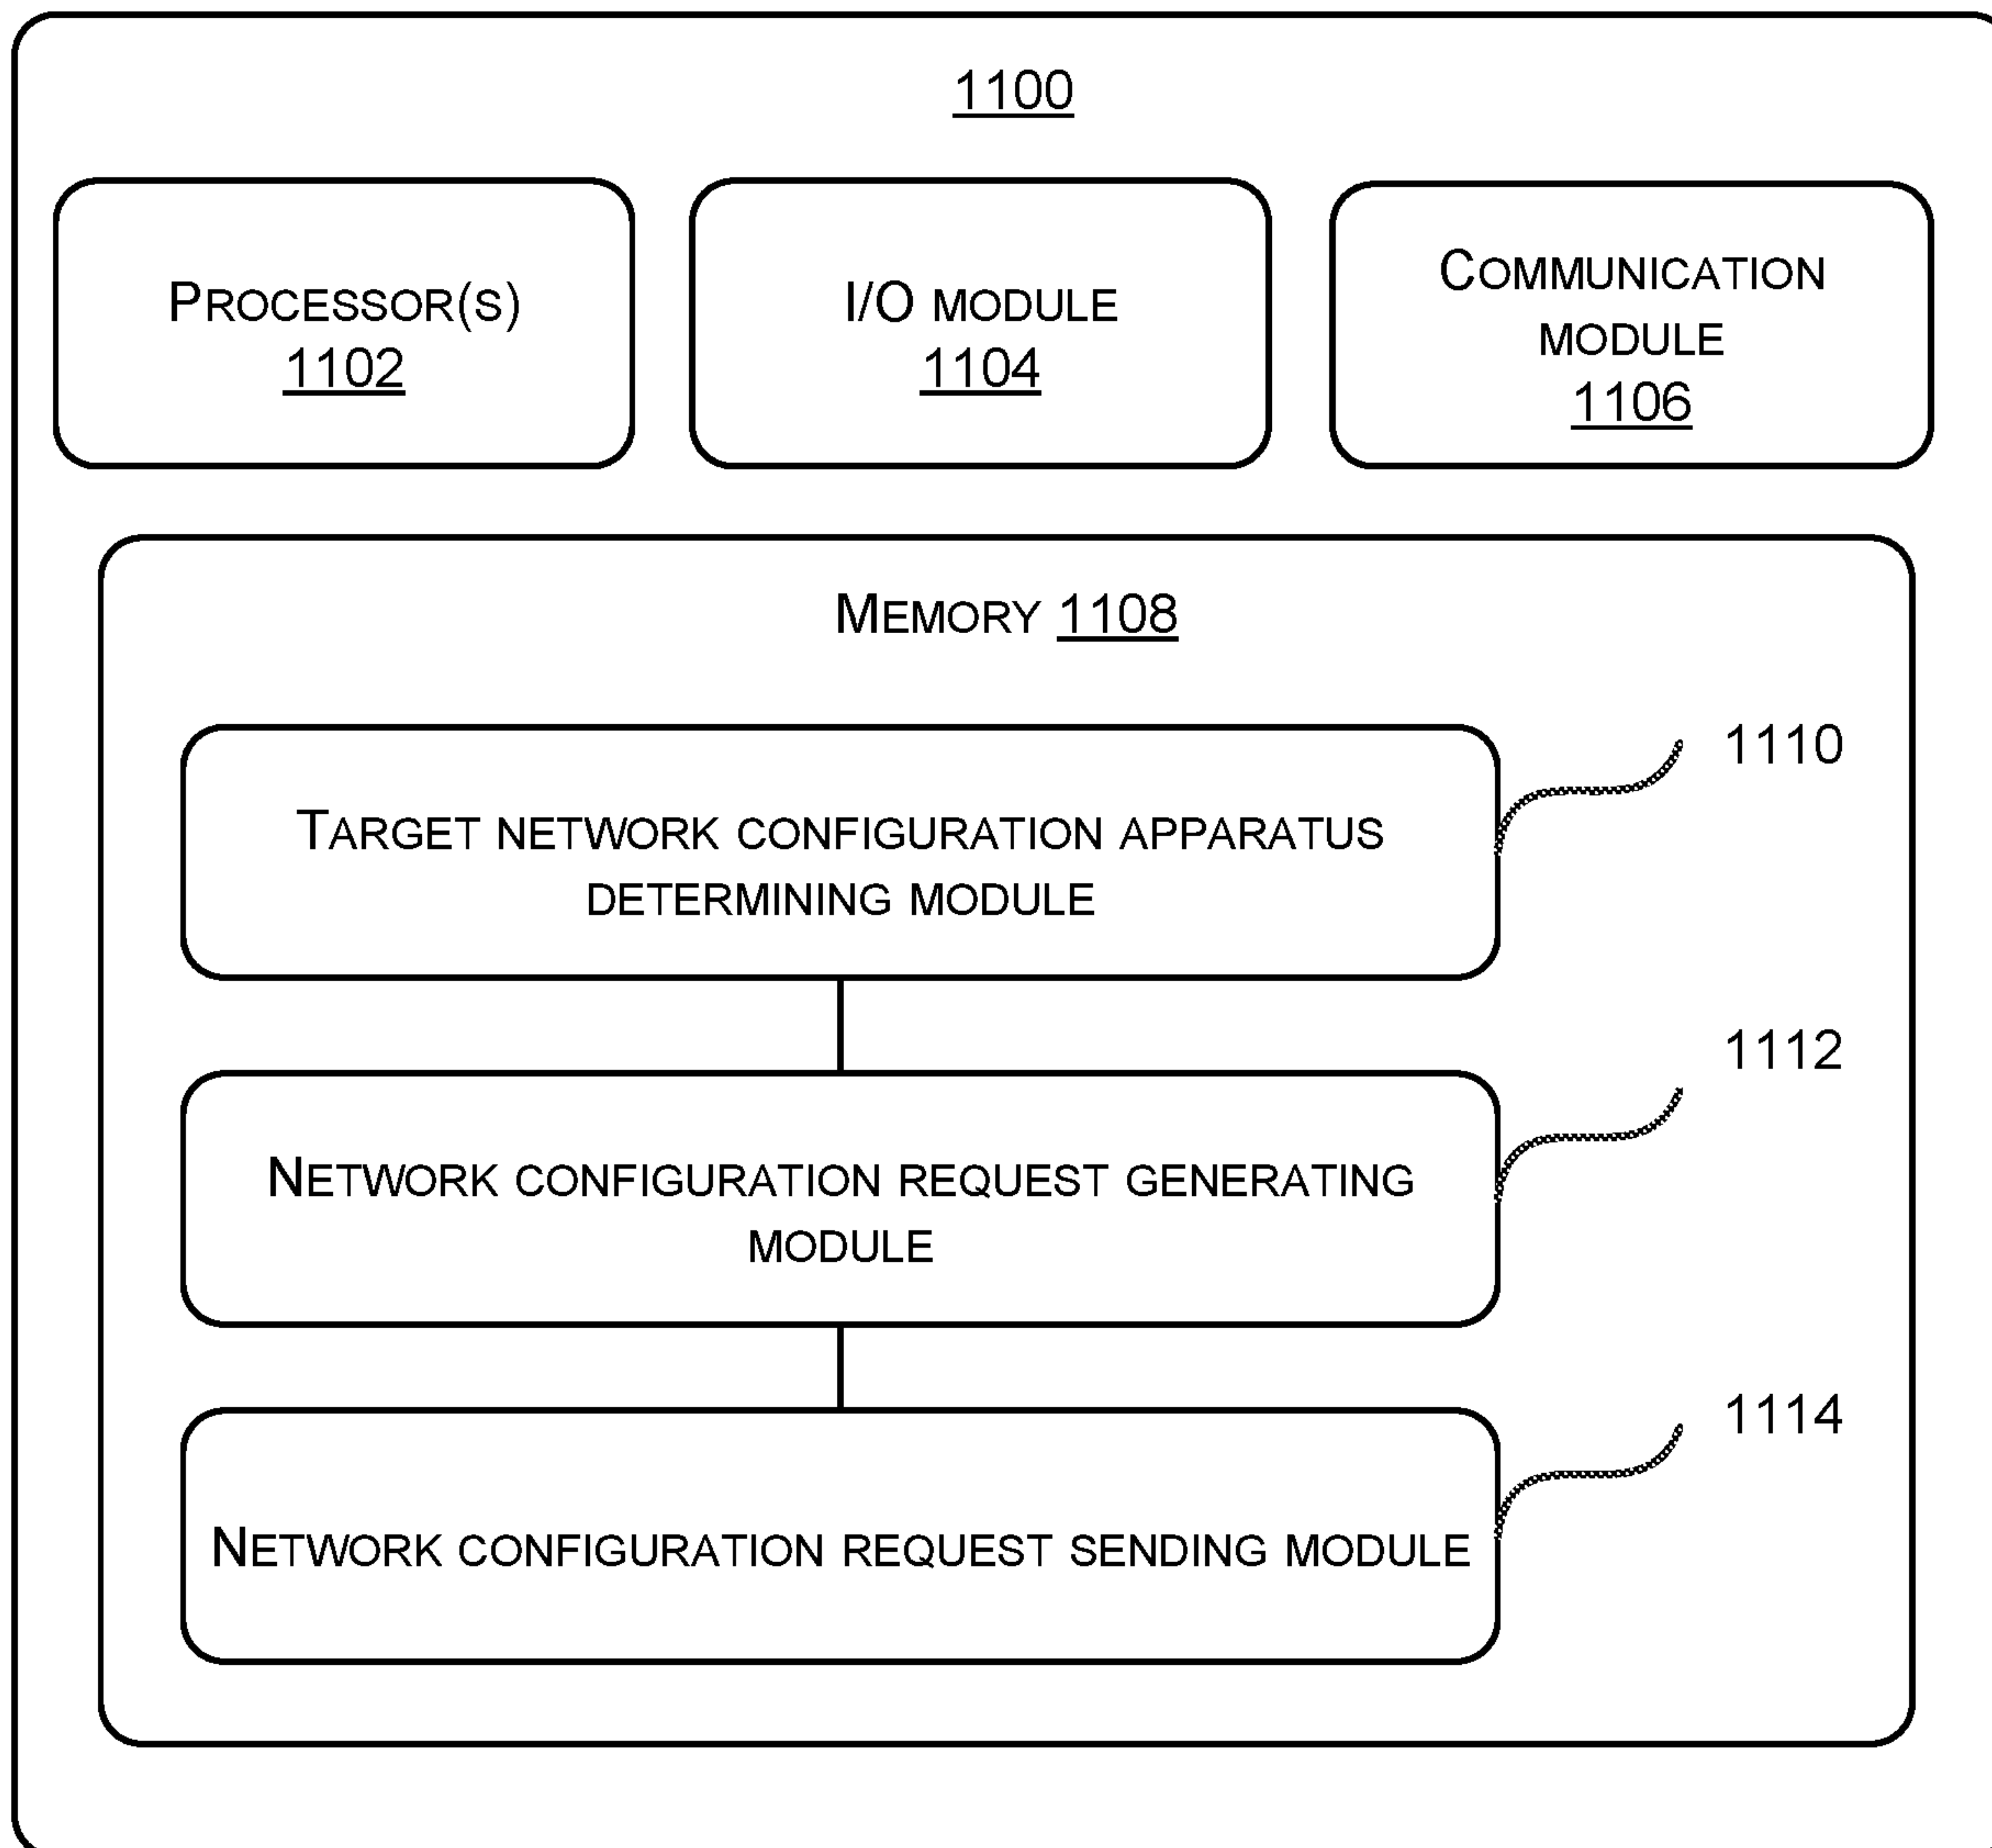 1100
PROCESSOR(S)
1102
I/O MODULE
1104
COMMUNICATION
MODULE
1106
MEMORY 1108
TARGET NETWORK CONFIGURATION APPARATUS
DETERMINING MODULE
1110
NETWORK CONFIGURATION REQUEST GENERATING
MODULE
1112
NETWORK CONFIGURATION REQUEST SENDING MODULE
1114